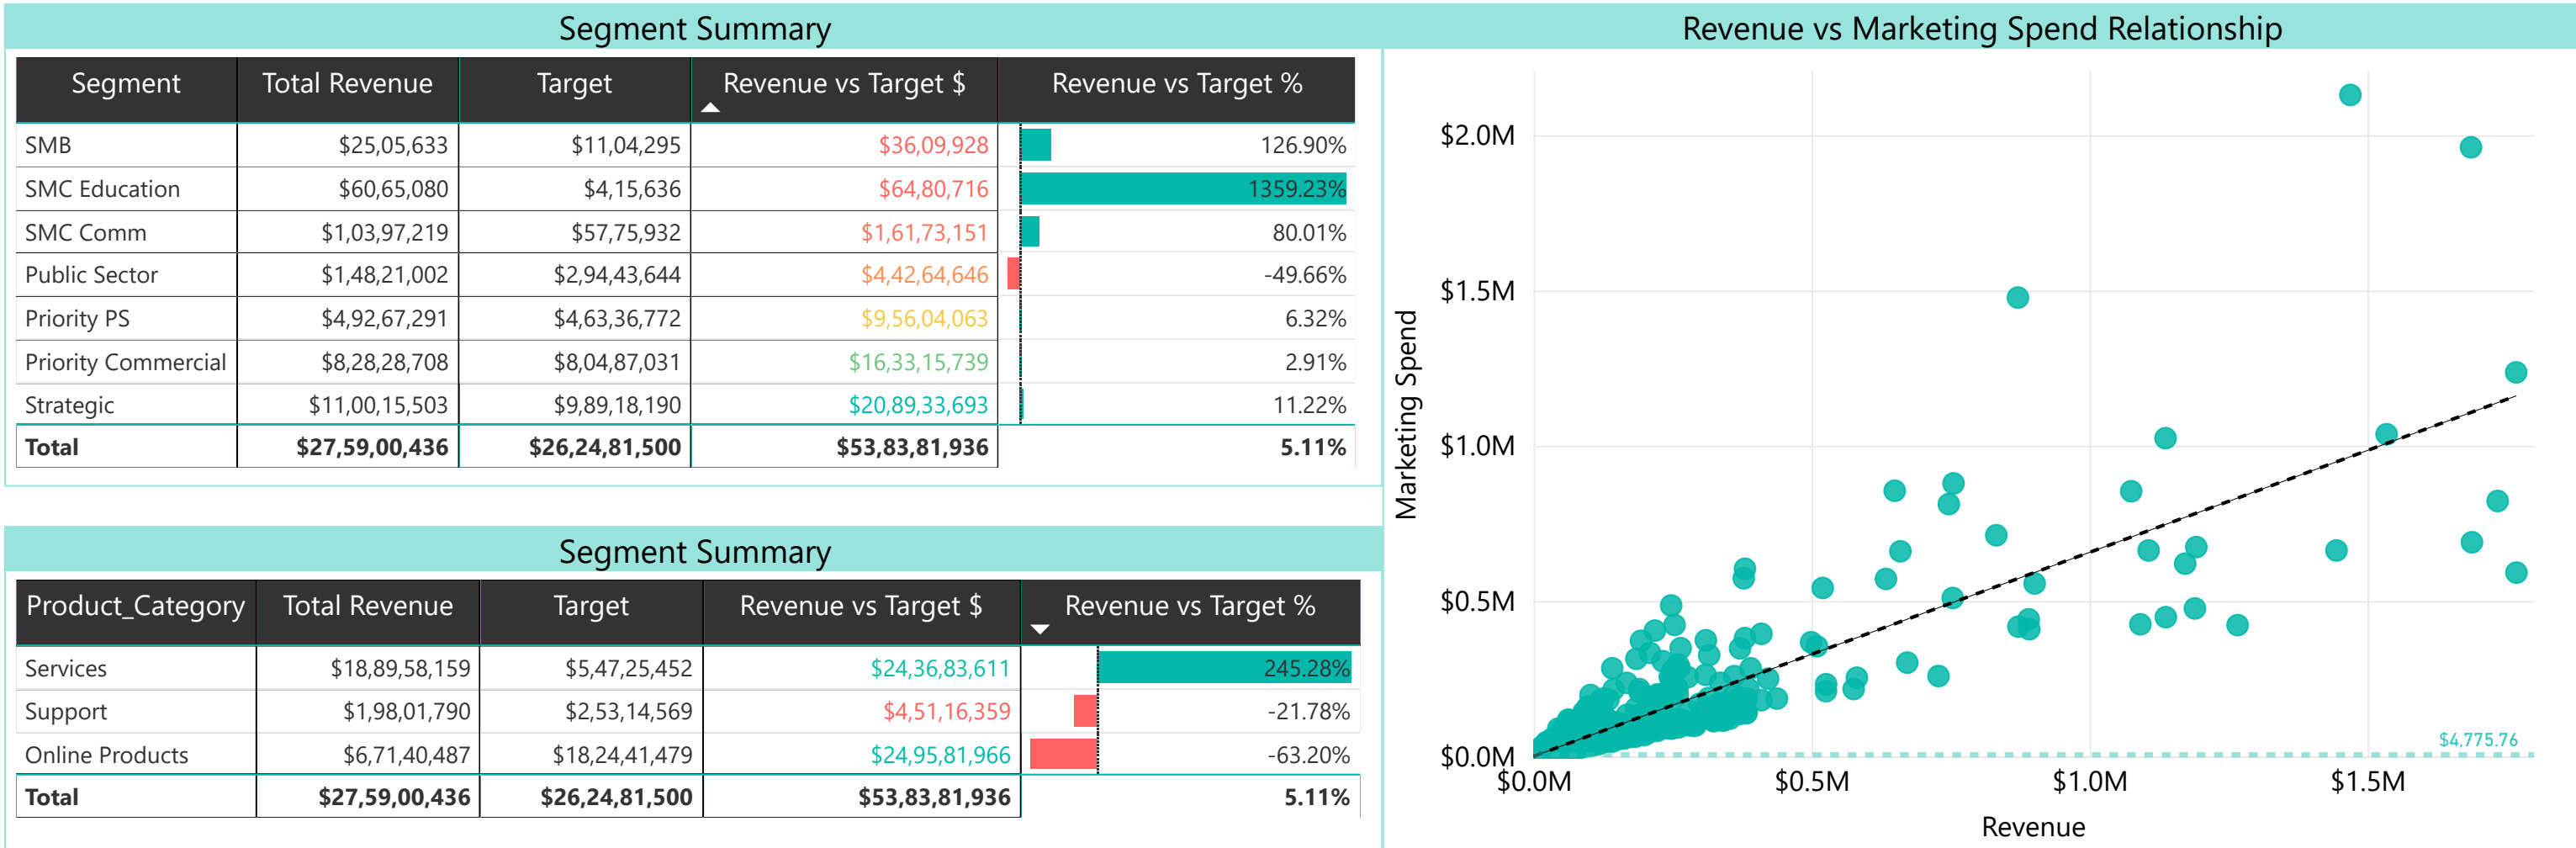 Segment Summary
Segment Total Revenue Target Revenue vs Target $ Revenue vs Target %
SMB $25,05,633 $11,04,295 $36,09,928 126.90%
SMC Education $60,65,080 $4,15,636 $64,80,716 1359.23%
SMC Comm $1,03,97,219 $57,75,932 $1,61,73,151 80.01%
Public Sector $1,48,21,002 $2,94,43,644 $4,42,64,646 -49.66%
Priority PS $4,92,67,291 $4,63,36,772 $9,56,04,063 6.32%
Priority Commercial $8,28,28,708 $8,04,87,031 $16,33,15,739 2.91%
Strategic $11,00,15,503 $9,89,18,190 $20,89,33,693 11.22%
Total $27,59,00,436 $26,24,81,500 $53,83,81,936 5.11%
Segment Summary
Product_Category Total Revenue Target Revenue vs Target $ Revenue vs Target %
Services $18,89,58,159 $5,47,25,452 $24,36,83,611 245.28%
Support $1,98,01,790 $2,53,14,569 $4,51,16,359 -21.78%
Online Products $6,71,40,487 $18,24,41,479 $24,95,81,966 -63.20%
Total $27,59,00,436 $26,24,81,500 $53,83,81,936 5.11%
Revenue vs Marketing Spend Relationship
Marketing Spend
$2.0M
$1.5M
$1.0M
$0.5M
$0.0M
$4,775.76
$0.0M $0.5M $1.0M $1.5M
Revenue